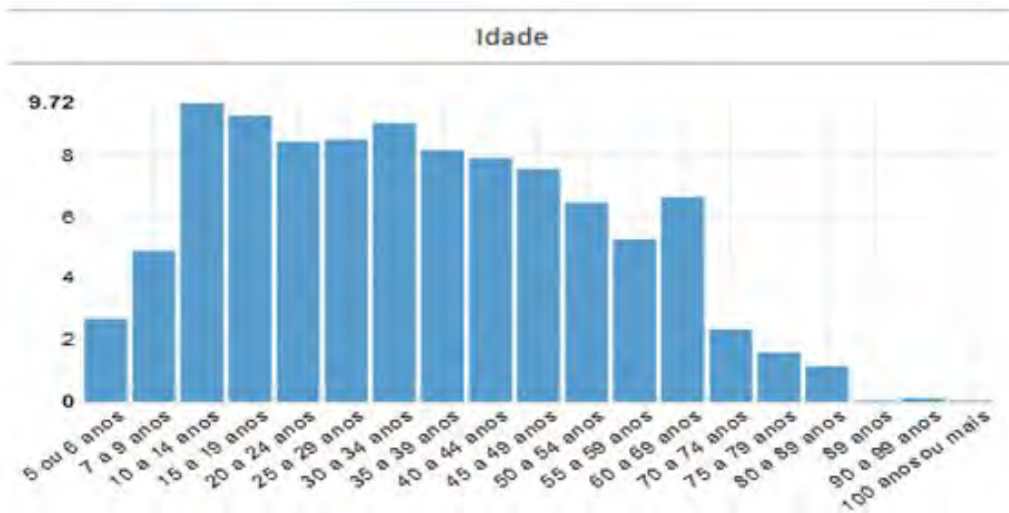 Idade
9.72
8
6
4
2
0
5 ou 6 anos
7 a 9 anos
10 a 14 anos
15 a 19 anos
20 a 24 anos
25 a 29 anos
30 a 34 anos
35 a 39 anos
40 a 44 anos
45 a 49 anos
50 a 54 anos
55 a 59 anos
60 a 69 anos
70 a 74 anos
75 a 79 anos
80 a 89 anos
89 anos
90 a 99 anos
100 anos ou mais